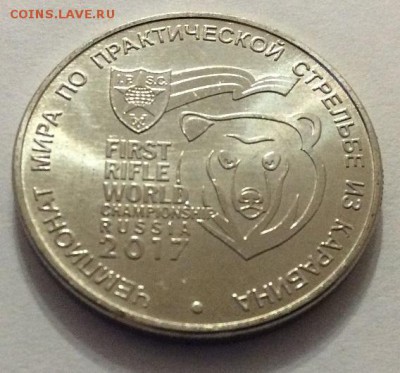 COINS.LAVE.RU
ЧЕМПИОНАТ МИРА ПО ПРАКТИЧЕСКОЙ СТРЕЛЬБЕ ИЗ КАРАБИНА
I.P.S.C.
FIRST
RIFLE
WORLD
CHAMPIONSHIP
RUSSIA
2017